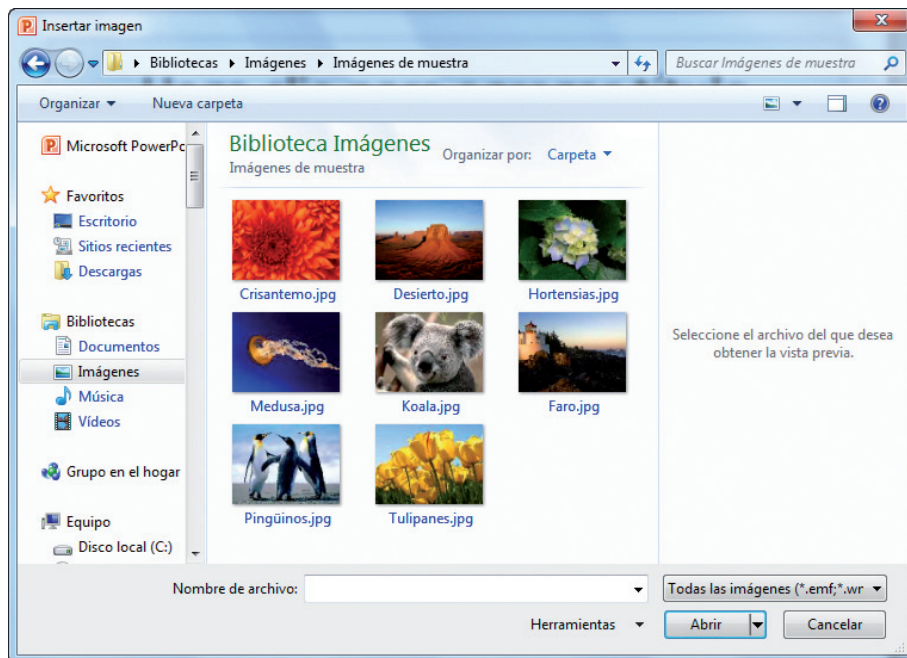 Insertar imagen
Bibliotecas Imágenes Imágenes de muestra
Buscar Imágenes de muestra
Organizar Nueva carpeta
Microsoft PowerPc
Favoritos
Escritorio
Sitios recientes
Descargas
Bibliotecas
Documentos
Imágenes
Música
Vídeos
Grupo en el hogar
Equipo
Disco local (C:)
Biblioteca Imágenes
Imágenes de muestra
Organizar por: Carpeta
Crisantemo.jpg Desierto.jpg Hortensias.jpg
Medusa.jpg Koala.jpg Faro.jpg
Pingüinos.jpg Tulipanes.jpg
Seleccione el archivo del que desea
obtener la vista previa.
Nombre de archivo:
Todas las imágenes (*.emf;*.wr
Herramientas
Abrir
Cancelar